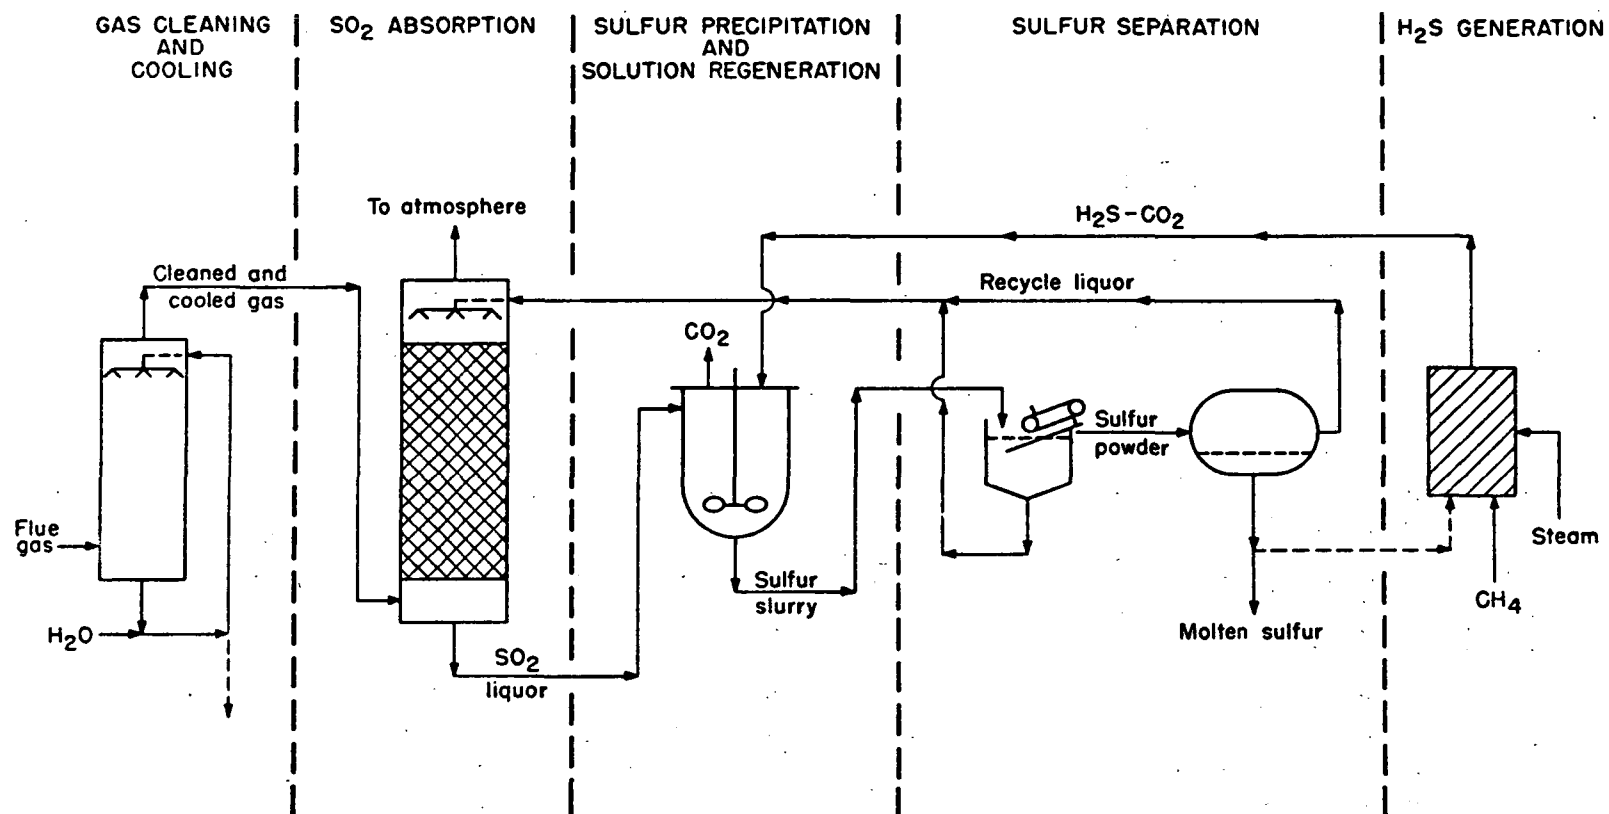 GAS CLEANING
AND
COOLING
SO2 ABSORPTION
SULFUR PRECIPITATION
AND
SOLUTION REGENERATION
SULFUR SEPARATION
H2S GENERATION
To atmosphere
H2S-CO2
Cleaned and
cooled gas
Recycle liquor
CO2
Sulfur
powder
Flue
gas
Steam
Sulfur
slurry
CH4
H2O
Molten sulfur
SO2
liquor